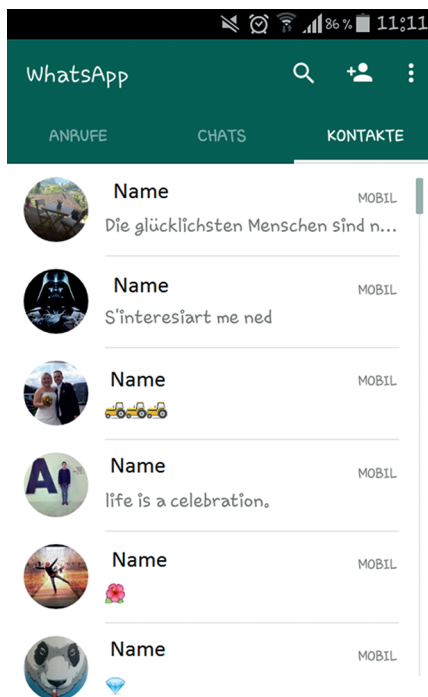 86 % 11:11
WhatsApp
ANRUFE CHATS KONTAKTE
Name
MOBIL
Die glücklichsten Menschen sind n...
Name
MOBIL
S'interesiart me ned
Name
MOBIL
🚜🚜🚜
Name
MOBIL
life is a celebration.
Name
MOBIL
🌺
Name
MOBIL
💎